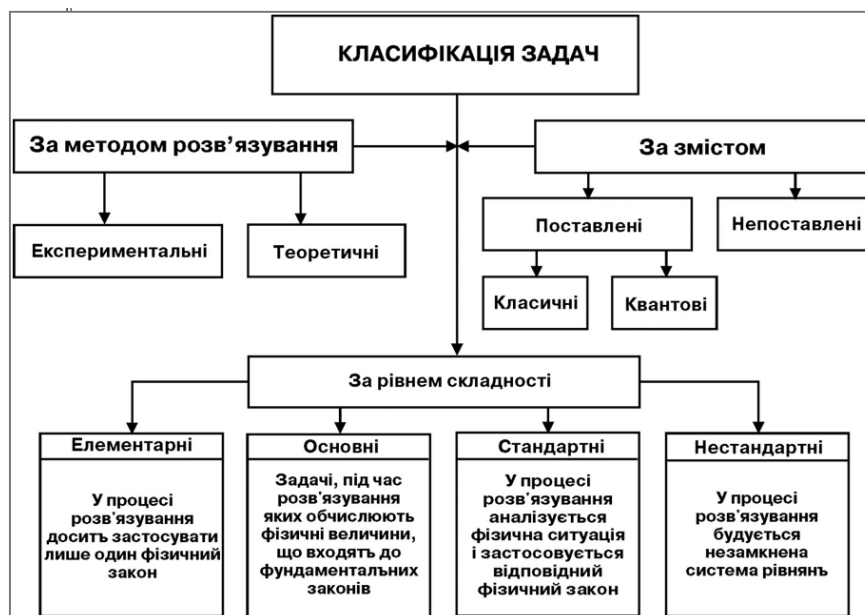 КЛАСИФІКАЦІЯ ЗАДАЧ
За методом розв’язування
За змістом
Експериментальні
Теоретичні
Поставлені
Непоставлені
Класичні
Квантові
За рівнем складності
Елементарні
У процесі
розв'язування
досить застосувати
лише один фізичний
закон
Основні
Задачі, під час
розв'язування
яких обчислюють
фізичні величини,
що входять до
фундаментальних
законів
Стандартні
У процесі
розв'язування
аналізується
фізична ситуація
і застосовується
відповідний
фізичний закон
Нестандартні
У процесі
розв'язування
будується
незамкнена
система рівнянь